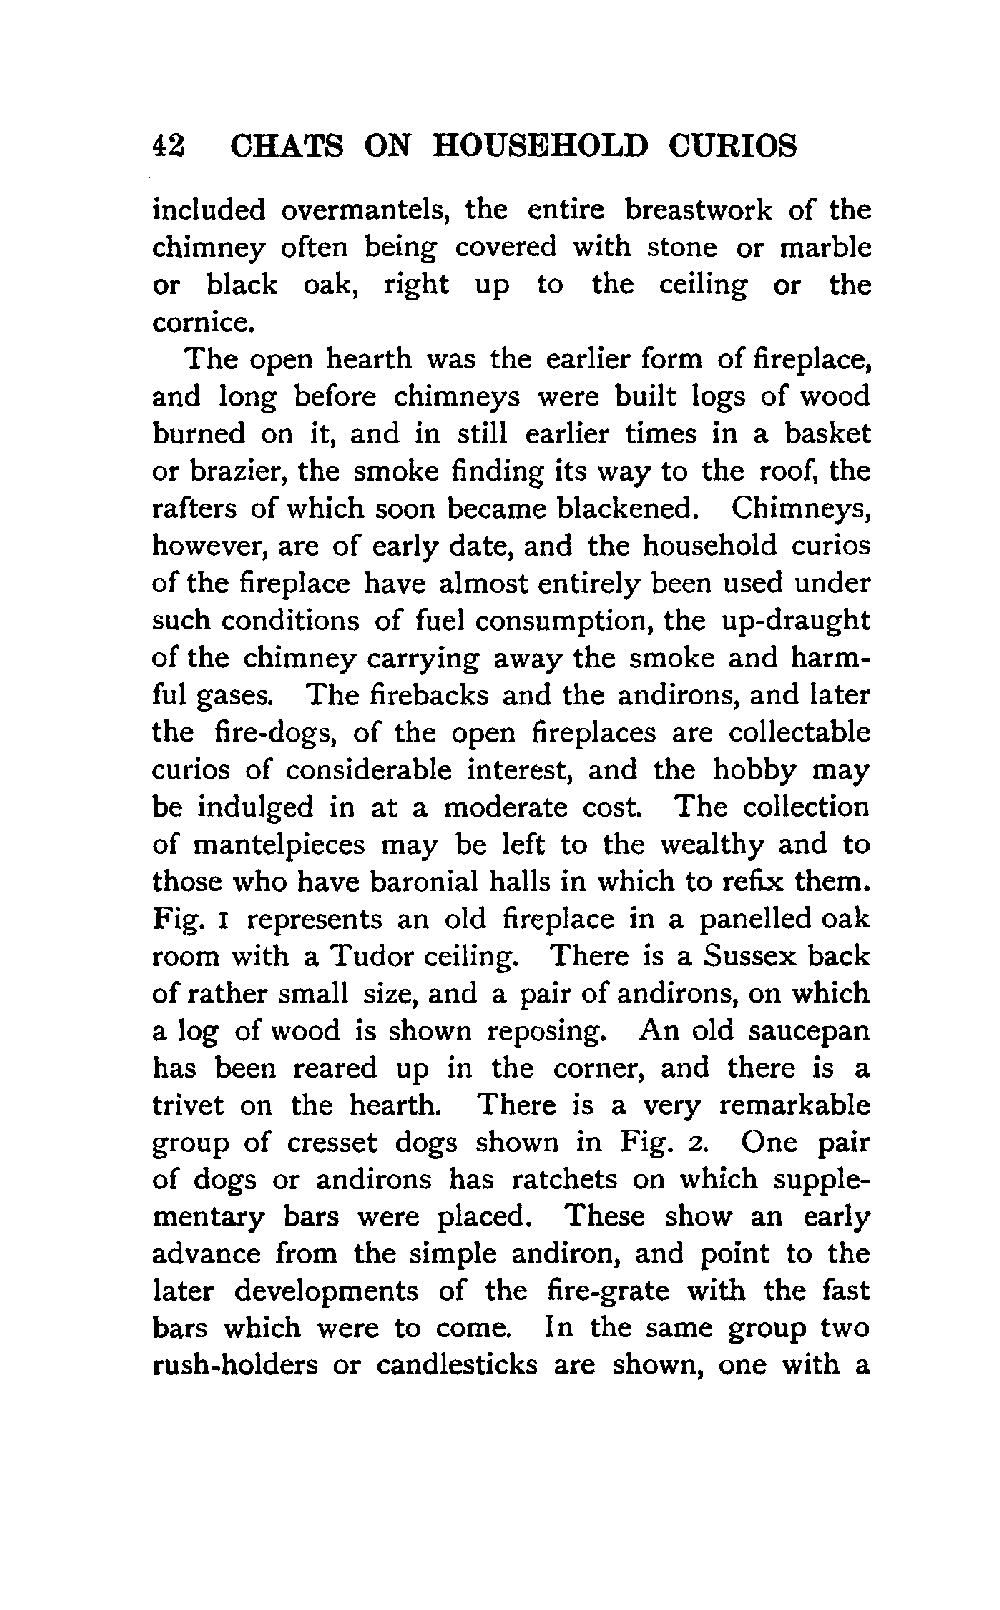 42 CHATS ON HOUSEHOLD CURIOS
included overmantels, the entire breastwork of the
chimney often being covered with stone or marble
or black oak, right up to the ceiling or the
cornice.
The open hearth was the earlier form of fireplace,
and long before chimneys were built logs of wood
burned on it, and in still earlier times in a basket
or brazier, the smoke finding its way to the roof, the
rafters of which soon became blackened. Chimneys,
however, are of early date, and the household curios
of the fireplace have almost entirely been used under
such conditions of fuel consumption, the up-draught
of the chimney carrying away the smoke and harm-
ful gases. The firebacks and the andirons, and later
the fire-dogs, of the open fireplaces are collectable
curios of considerable interest, and the hobby may
be indulged in at a moderate cost. The collection
of mantelpieces may be left to the wealthy and to
those who have baronial halls in which to refix them.
Fig. 1 represents an old fireplace in a panelled oak
room with a Tudor ceiling. There is a Sussex back
of rather small size, and a pair of andirons, on which
a log of wood is shown reposing. An old saucepan
has been reared up in the corner, and there is a
trivet on the hearth. There is a very remarkable
group of cresset dogs shown in Fig. 2. One pair
of dogs or andirons has ratchets on which supple-
mentary bars were placed. These show an early
advance from the simple andiron, and point to the
later developments of the fire-grate with the fast
bars which were to come. In the same group two
rush-holders or candlesticks are shown, one with a